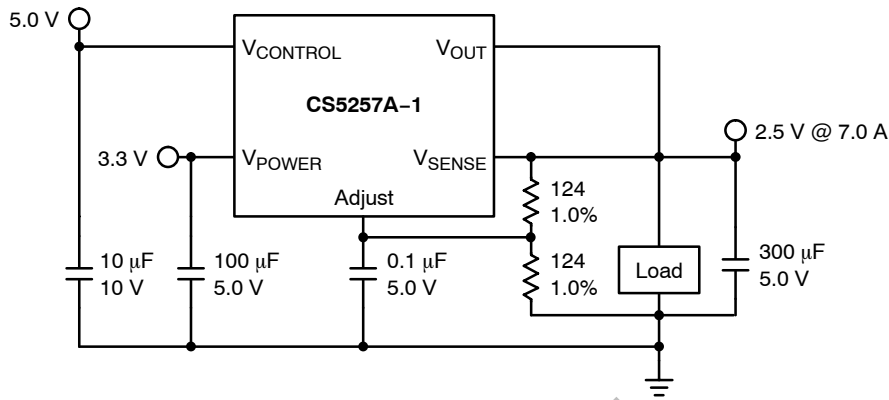 5.0 V
VCONTROL
VOUT
CS5257A−1
2.5 V @ 7.0 A
3.3 V
VPOWER
VSENSE
Adjust
124
1.0%
10 μF
10 V
100 μF
5.0 V
0.1 μF
5.0 V
124
1.0%
Load
300 μF
5.0 V